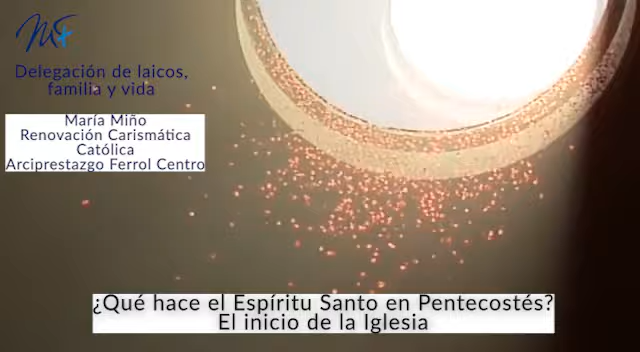 Delegación de laicos,
familia y vida
María Miño
Renovación Carismática
Católica
Arciprestazgo Ferrol Centro
¿Qué hace el Espíritu Santo en Pentecostés?
El inicio de la Iglesia